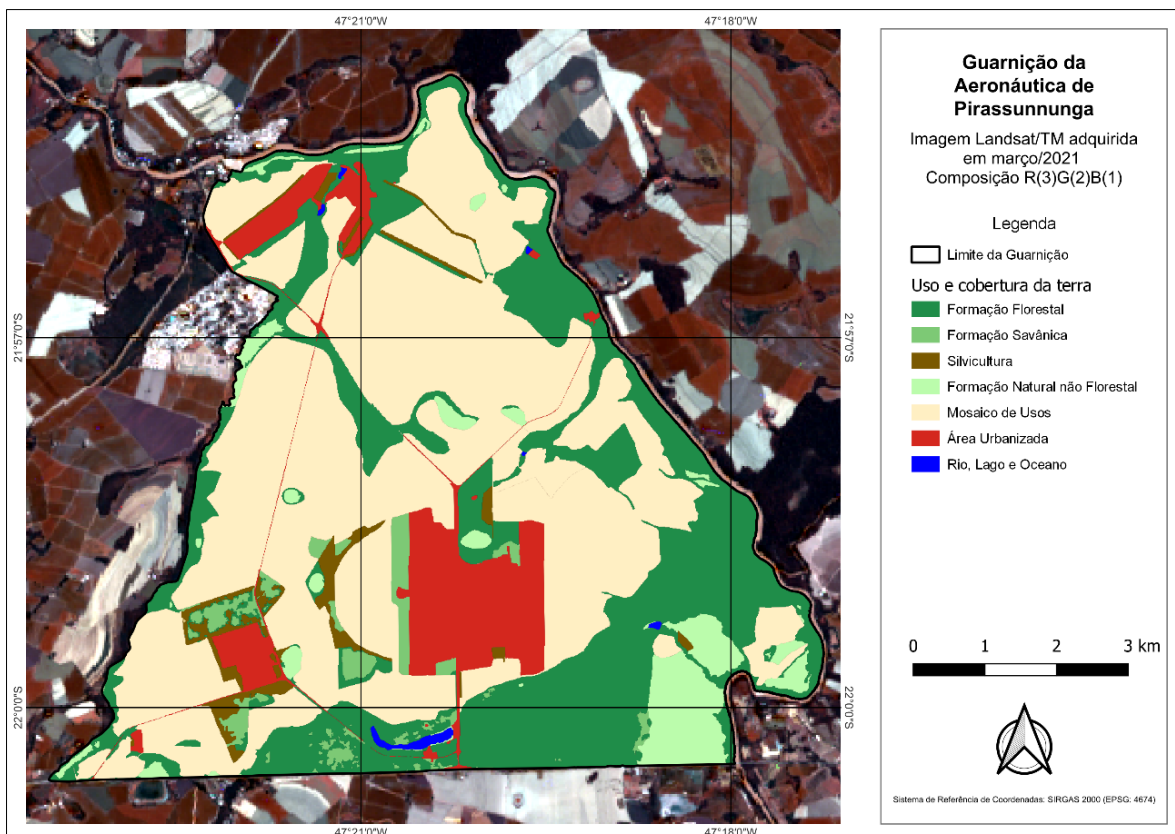 47°21'0"W
47°18'0"W
21°57'0"S
21°57'0"S
22°0'0"S
22°0'0"S
47°21'0"W
47°18'0"W
Guarnição da
Aeronáutica de
Pirassunnunga
Imagem Landsat/TM adquirida
em março/2021
Composição R(3)G(2)B(1)
Legenda
Limite da Guarnição
Uso e cobertura da terra
Formação Florestal
Formação Savânica
Silvicultura
Formação Natural não Florestal
Mosaico de Usos
Área Urbanizada
Rio, Lago e Oceano
0 1 2 3 km
Sistema de Referência de Coordenadas: SIRGAS 2000 (EPSG: 4674)